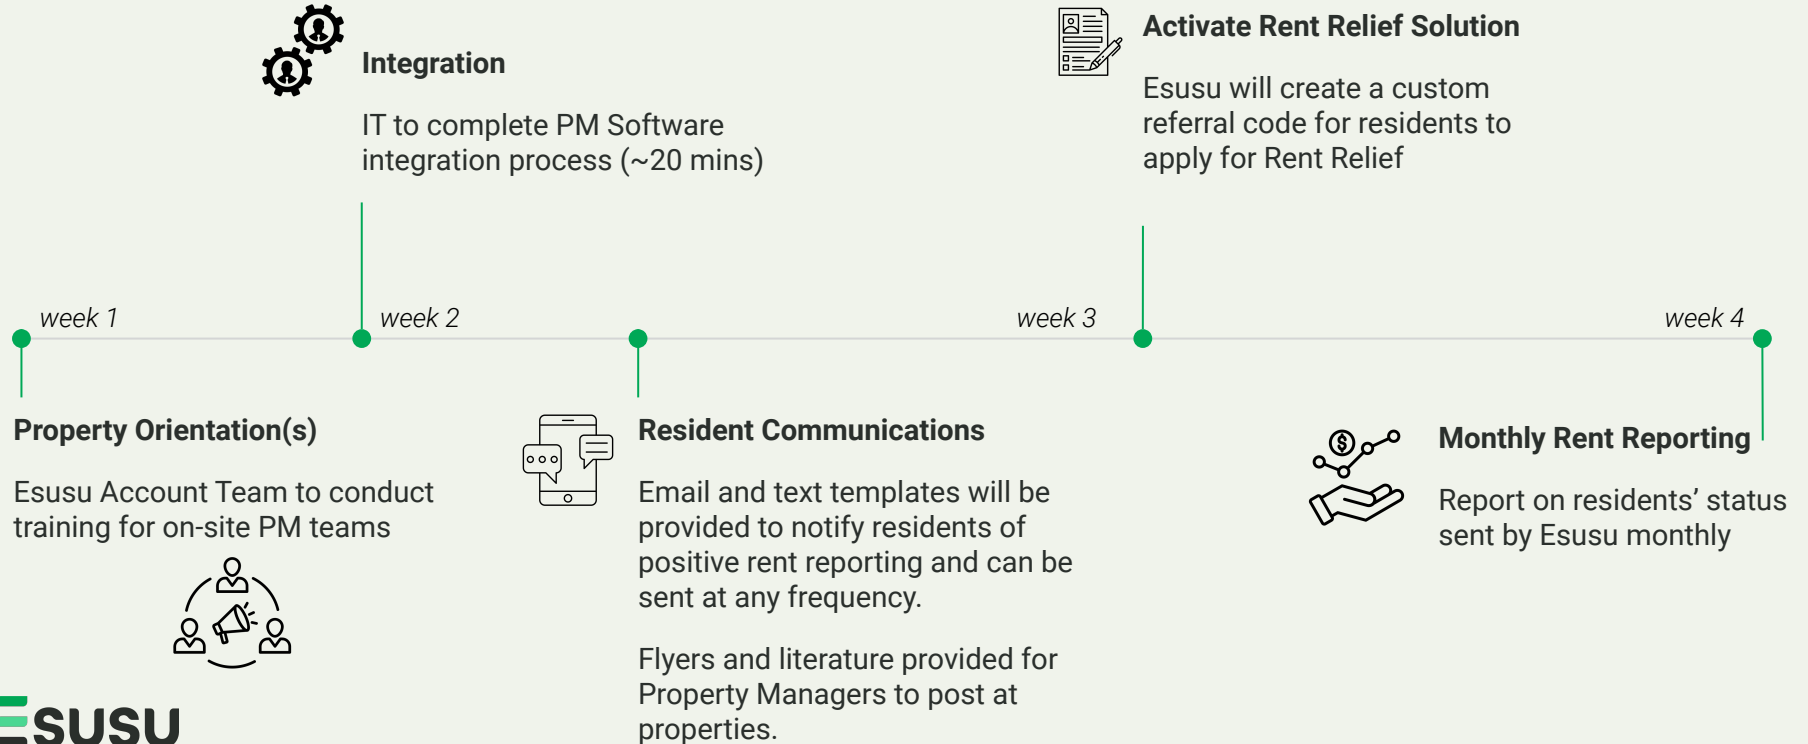 Integration
IT to complete PM Software
integration process (~20 mins)
Activate Rent Relief Solution
Esusu will create a custom
referral code for residents to
apply for Rent Relief
week 1
week 2
week 3
week 4
Property Orientation(s)
Esusu Account Team to conduct
training for on-site PM teams
Resident Communications
Email and text templates will be
provided to notify residents of
positive rent reporting and can be
sent at any frequency.
Flyers and literature provided for
Property Managers to post at
properties.
Monthly Rent Reporting
Report on residents’ status
sent by Esusu monthly
$
Esusu